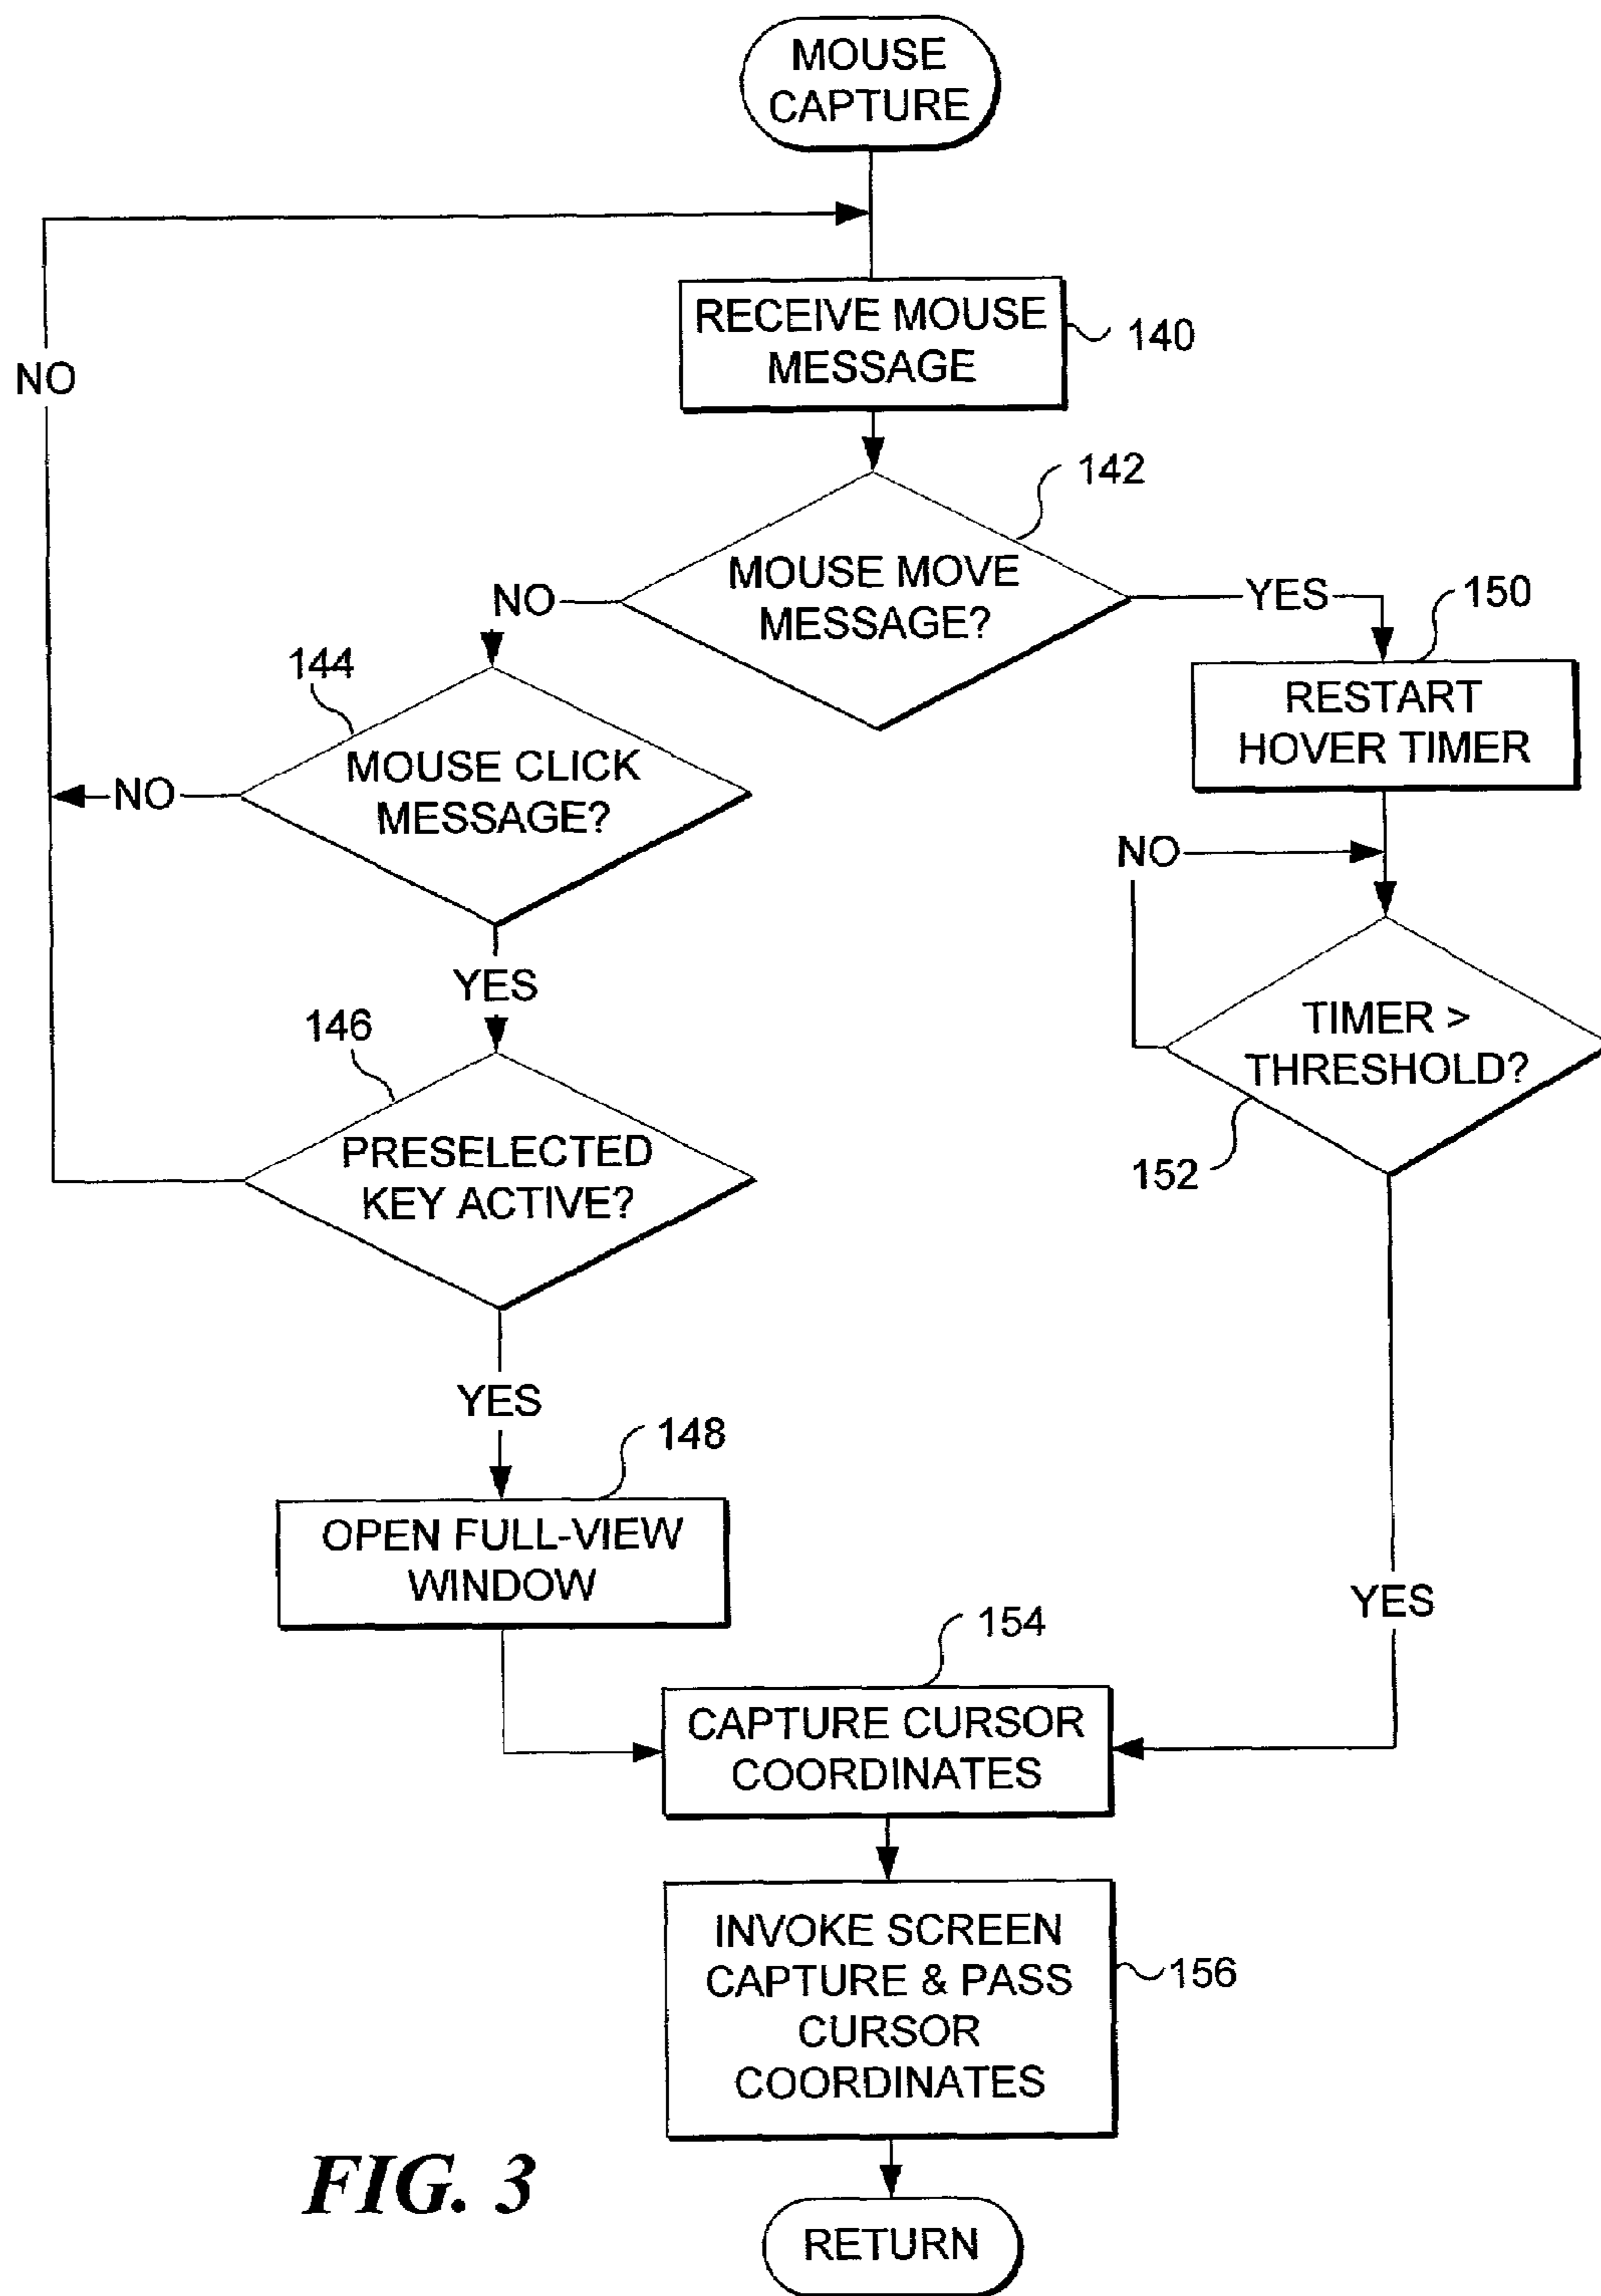 MOUSE
CAPTURE
RECEIVE MOUSE
MESSAGE
140
NO
142
MOUSE MOVE
MESSAGE?
NO
YES
150
144
RESTART
HOVER TIMER
MOUSE CLICK
MESSAGE?
NO
NO
YES
146
TIMER >
THRESHOLD?
152
PRESELECTED
KEY ACTIVE?
YES
148
OPEN FULL-VIEW
WINDOW
YES
154
CAPTURE CURSOR
COORDINATES
INVOKE SCREEN
CAPTURE & PASS
CURSOR
COORDINATES
156
FIG. 3
RETURN